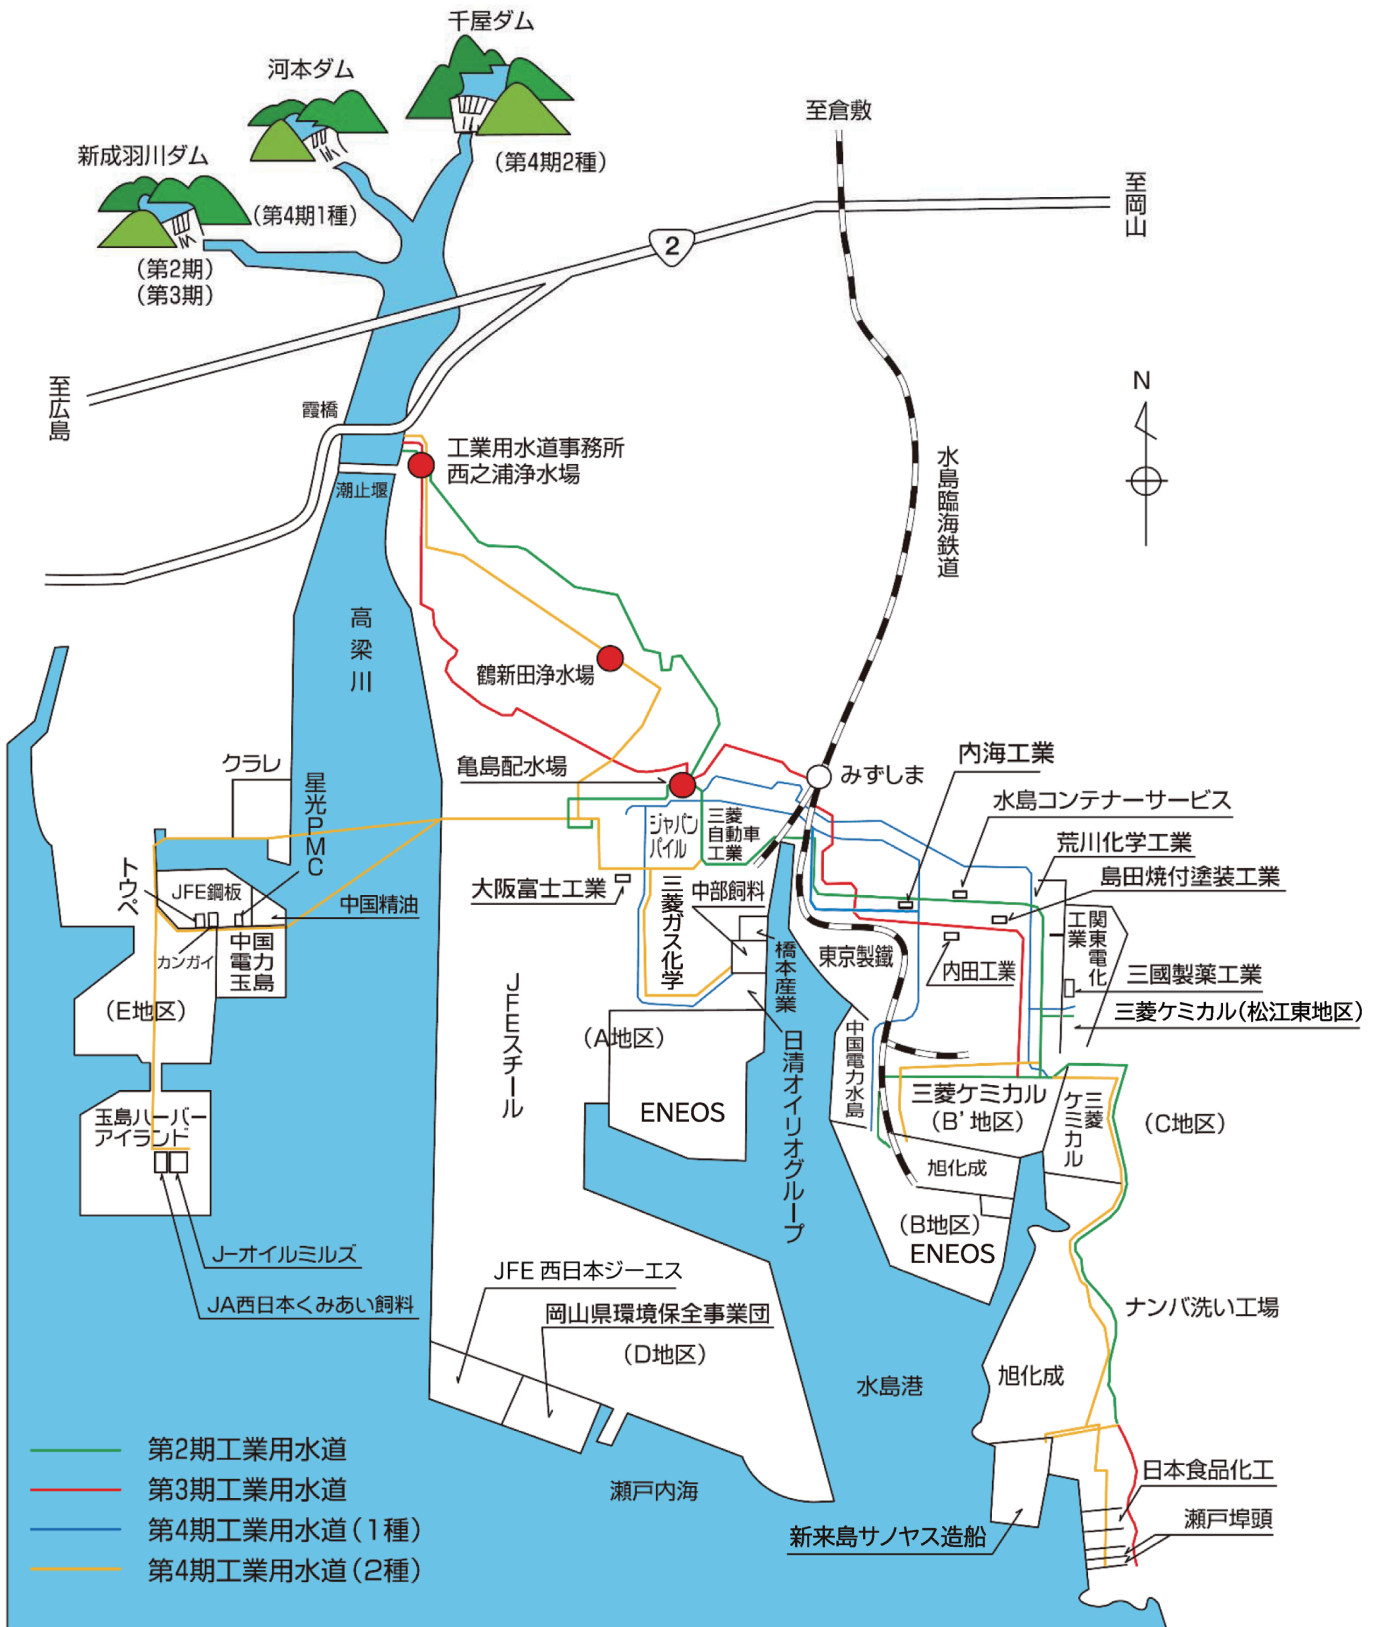 千屋ダム
河本ダム
新成羽川ダム
(第4期2種)
(第4期1種)
(第2期)
(第3期)
至倉敷
至岡山
2
至広島
霞橋
N
工業用水道事務所
西之浦浄水場
潮止堰
水島臨海鉄道
高梁川
鶴新田浄水場
亀島配水場
みずしま
内海工業
水島コンテナーサービス
荒川化学工業
島田焼付塗装工業
クラレ
星光PMC
ジャパン
パイル
三菱
自動車
工業
トウペ
JFE鋼板
中国精油
大阪富士工業
三菱ガス化学
中部飼料
カンガイ
中国
電力
玉島
橋本産業
東京製鐵
内田工業
関東電化
工業
三國製薬工業
三菱ケミカル(松江東地区)
(E地区)
JFEスチール
(A地区)
日清オイリオグループ
中国電力水島
ENEOS
三菱ケミカル
(B'地区)
三菱
ケミカル
(C地区)
玉島ハーバー
アイランド
旭化成
(B地区)
ENEOS
J-オイルミルズ
JA西日本くみあい飼料
JFE 西日本ジーエス
岡山県環境保全事業団
(D地区)
ナンバ洗い工場
水島港
旭化成
第2期工業用水道
第3期工業用水道
第4期工業用水道(1種)
第4期工業用水道(2種)
瀬戸内海
日本食品化工
瀬戸埠頭
新来島サノヤス造船